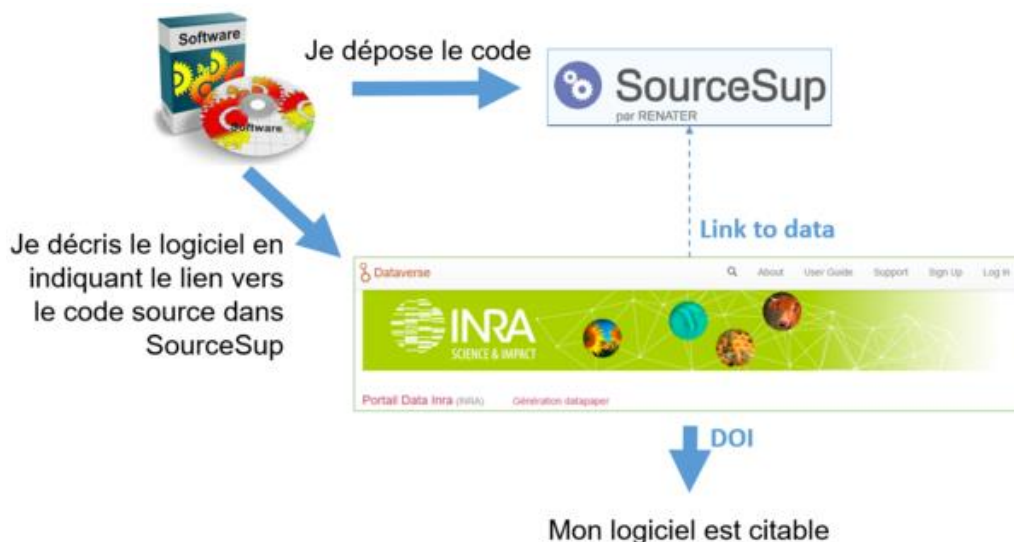 Software
Software
Je dépose le code
SourceSup
par RENATER
Je décris le logiciel en
indiquant le lien vers
le code source dans
SourceSup
Link to data
Dataverse
About User Guide Support Sign Up Log In
INRA
SCIENCE & IMPACT
Portail Data Inra (INRA) Génération datapaper
DOI
Mon logiciel est citable